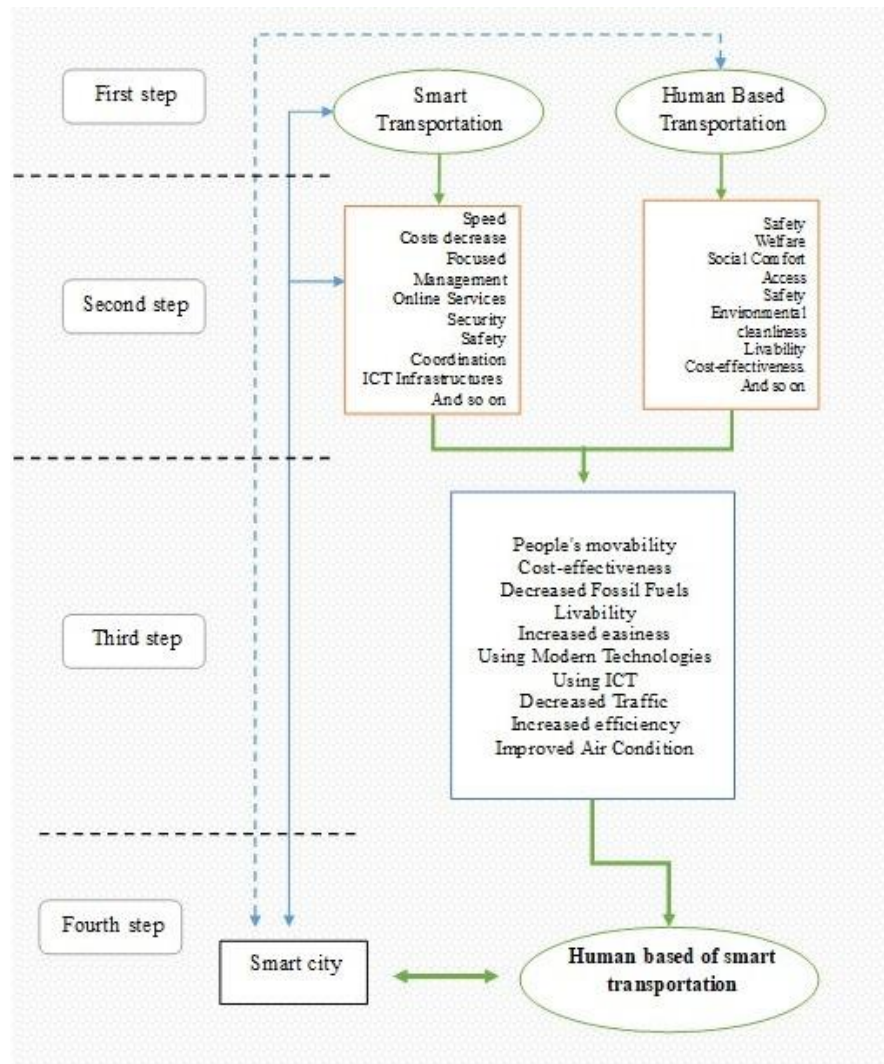 First step
Smart
Transportation
Human Based
Transportation
Second step
Speed
Costs decrease
Focused
Management
Online Services
Security
Safety
Coordination
ICT Infrastructures
And so on
Safety
Welfare
Social Comfort
Access
Safety
Environmental
cleanliness
Livability
Cost-effectiveness.
And so on
Third step
People's movability
Cost-effectiveness
Decreased Fossil Fuels
Livability
Increased easiness
Using Modern Technologies
Using ICT
Decreased Traffic
Increased efficiency
Improved Air Condition
Fourth step
Smart city
Human based of smart
transportation